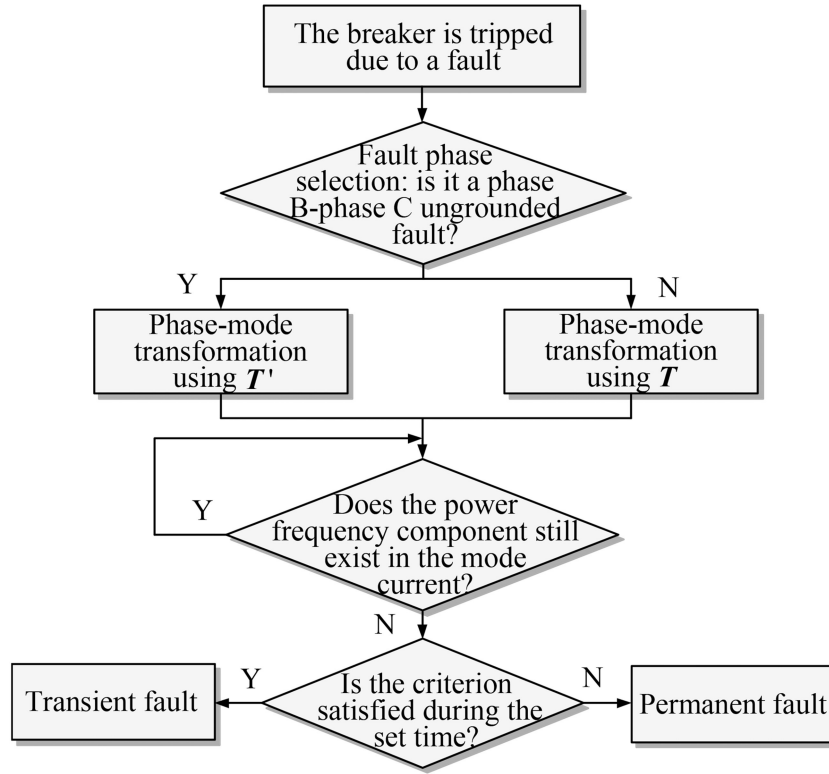 The breaker is tripped
due to a fault
Fault phase
selection: is it a phase
B-phase C ungrounded
fault?
Y
N
Phase-mode
transformation
using T'
Phase-mode
transformation
using T
Y
Does the power
frequency component still
exist in the mode
current?
N
Y
Is the criterion
satisfied during the
set time?
N
Transient fault
Permanent fault